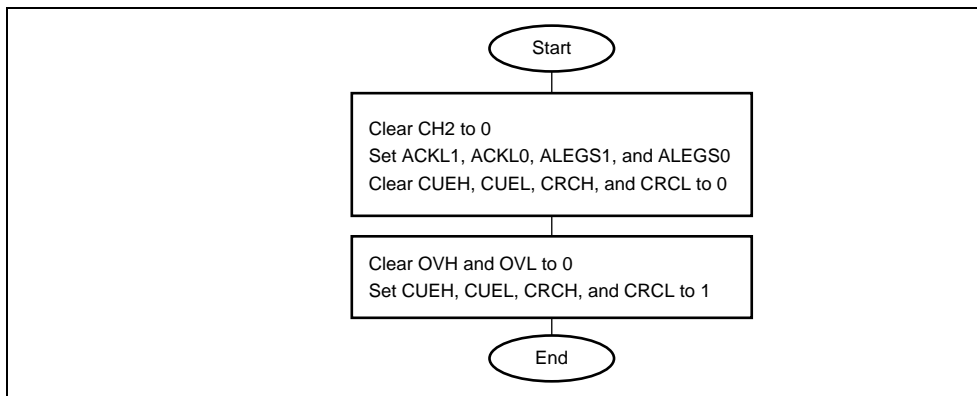 Start
Clear CH2 to 0
Set ACKL1, ACKL0, ALEGS1, and ALEGS0
Clear CUEH, CUEL, CRCH, and CRCL to 0
Clear OVH and OVL to 0
Set CUEH, CUEL, CRCH, and CRCL to 1
End